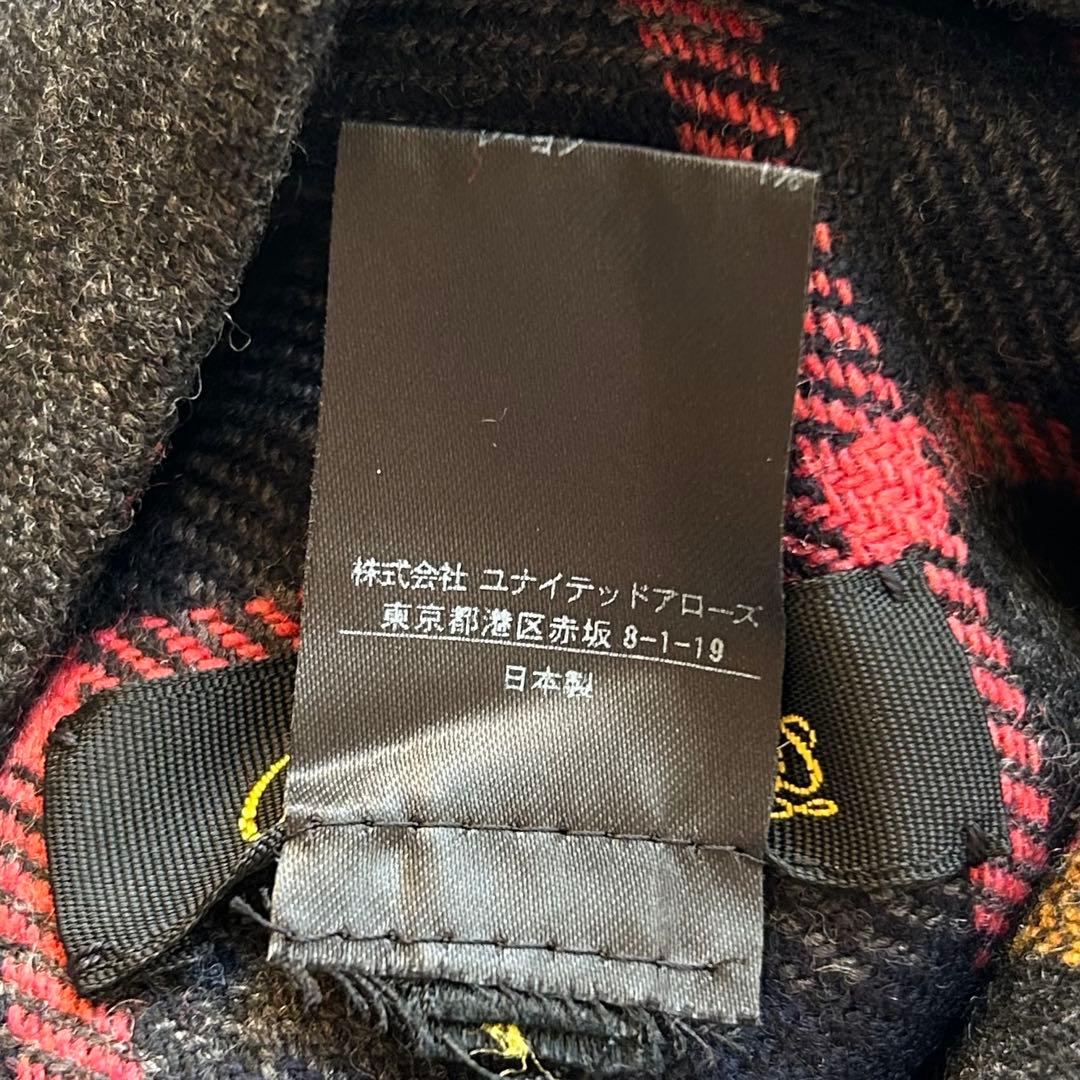 株式会社 ユナイテッドアローズ
東京都港区赤坂 8-1-19
日本製